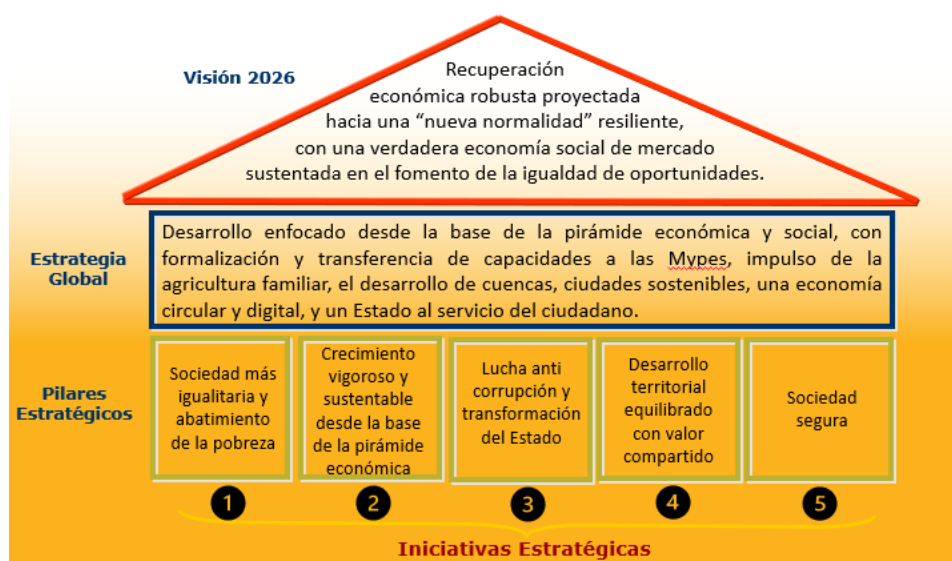 Visión 2026
Recuperación
económica robusta proyectada
hacia una “nueva normalidad” resiliente,
con una verdadera economía social de mercado
sustentada en el fomento de la igualdad de oportunidades.
Estrategia
Global
Desarrollo enfocado desde la base de la pirámide económica y social, con
formalización y transferencia de capacidades a las Mypes, impulso de la
agricultura familiar, el desarrollo de cuencas, ciudades sostenibles, una economía
circular y digital, y un Estado al servicio del ciudadano.
Pilares
Estratégicos
Sociedad más
igualitaria y
abatimiento
de la pobreza
Crecimiento
vigoroso y
sustentable
desde la base
de la pirámide
económica
Lucha anti
corrupción y
transformación
del Estado
Desarrollo
territorial
equilibrado
con valor
compartido
Sociedad
segura
1
2
3
4
5
Iniciativas Estratégicas